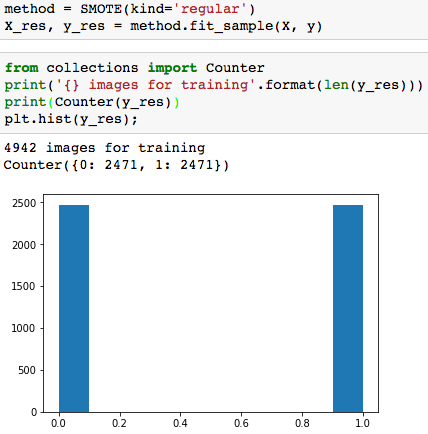 method = SMOTE(kind='regular')
X_res, y_res = method.fit_sample(X, y)
from collections import Counter
print('{} images for training'.format(len(y_res)))
print(Counter(y_res))
plt.hist(y_res);
4942 images for training
Counter({0: 2471, 1: 2471})
2500
2000
1500
1000
500
0
0.0 0.2 0.4 0.6 0.8 1.0